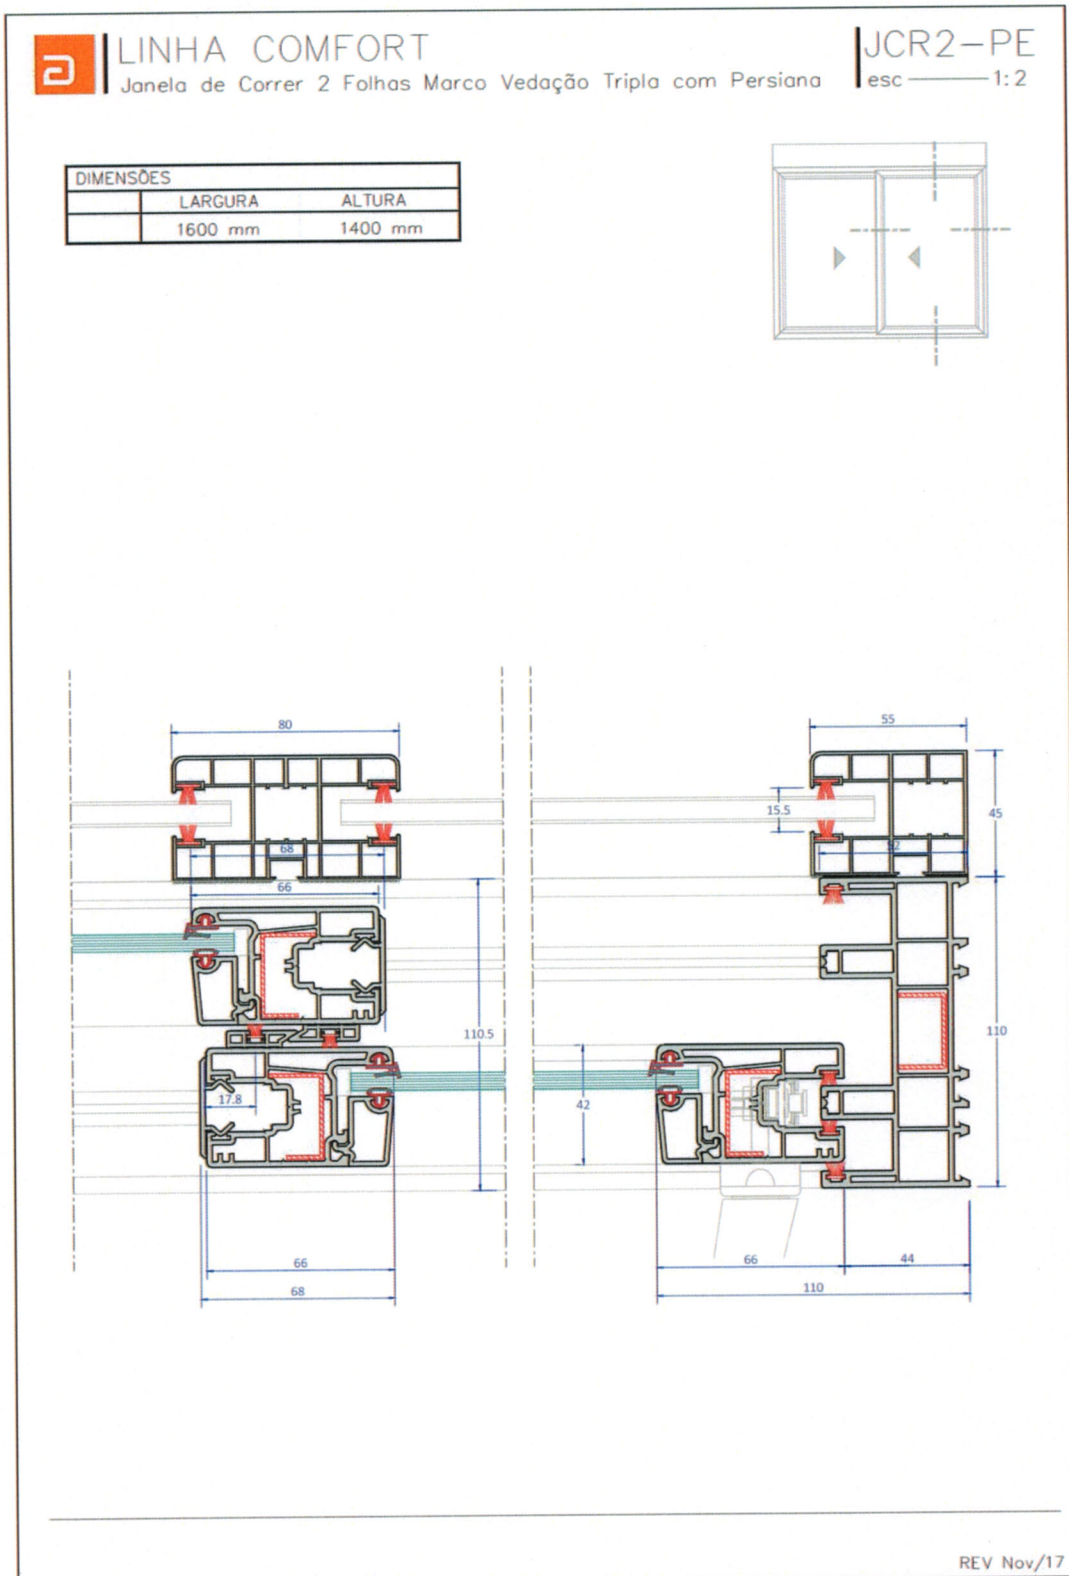 LINHA COMFORT
Janela de Correr 2 Folhas Marco Vedação Tripla com Persiana
JCR2-PE
esc 1:2
DIMENSÕES
LARGURA ALTURA
1600 mm 1400 mm
80
55
15.5
45
68
52
66
110.5
110
17.8
42
66
66
44
68
110
REV Nov/17